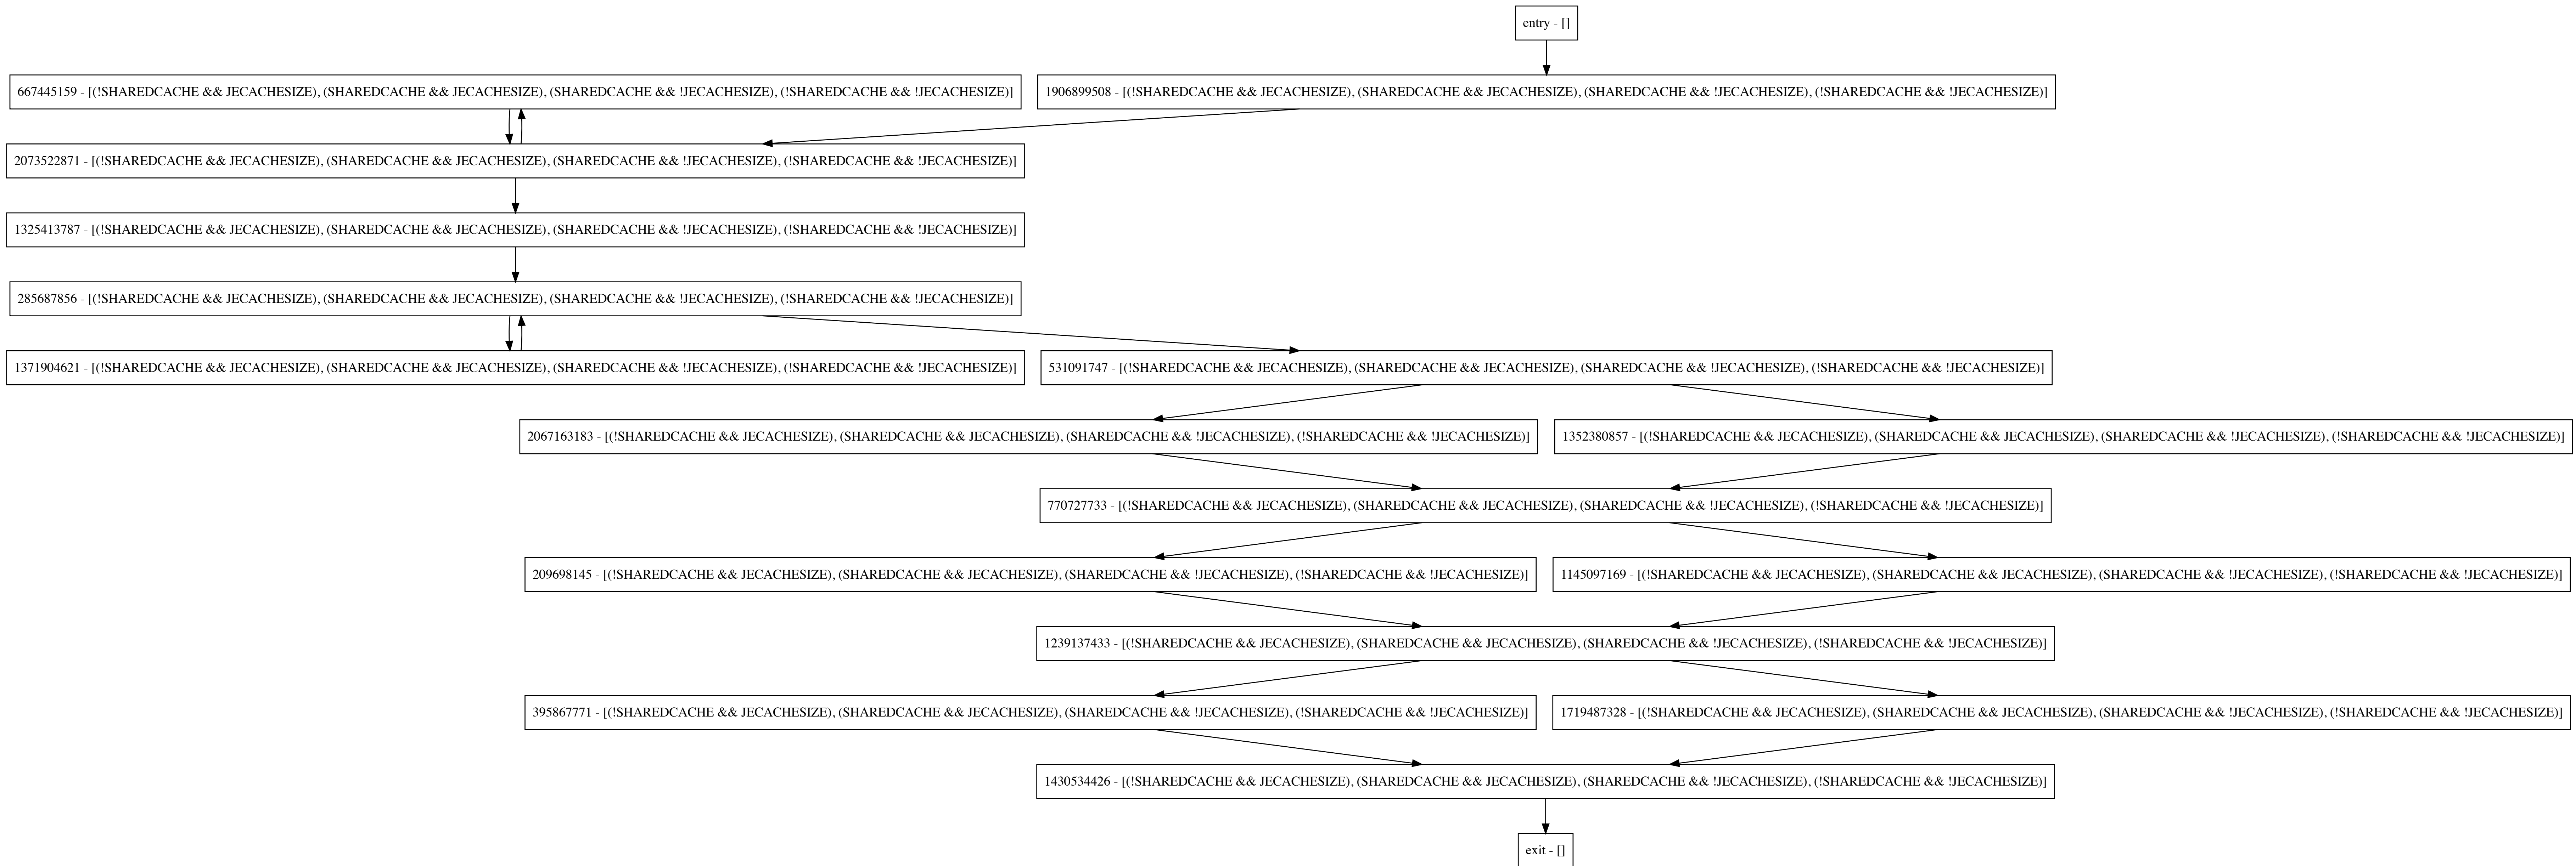 entry - []
667445159 - [(!SHAREDCACHE && JECACHESIZE), (SHAREDCACHE && JECACHESIZE), (SHAREDCACHE && !JECACHESIZE), (!SHAREDCACHE && !JECACHESIZE)]
1906899508 - [(!SHAREDCACHE && JECACHESIZE), (SHAREDCACHE && JECACHESIZE), (SHAREDCACHE && !JECACHESIZE), (!SHAREDCACHE && !JECACHESIZE)]
2073522871 - [(!SHAREDCACHE && JECACHESIZE), (SHAREDCACHE && JECACHESIZE), (SHAREDCACHE && !JECACHESIZE), (!SHAREDCACHE && !JECACHESIZE)]
1325413787 - [(!SHAREDCACHE && JECACHESIZE), (SHAREDCACHE && JECACHESIZE), (SHAREDCACHE && !JECACHESIZE), (!SHAREDCACHE && !JECACHESIZE)]
285687856 - [(!SHAREDCACHE && JECACHESIZE), (SHAREDCACHE && JECACHESIZE), (SHAREDCACHE && !JECACHESIZE), (!SHAREDCACHE && !JECACHESIZE)]
1371904621 - [(!SHAREDCACHE && JECACHESIZE), (SHAREDCACHE && JECACHESIZE), (SHAREDCACHE && !JECACHESIZE), (!SHAREDCACHE && !JECACHESIZE)]
531091747 - [(!SHAREDCACHE && JECACHESIZE), (SHAREDCACHE && JECACHESIZE), (SHAREDCACHE && !JECACHESIZE), (!SHAREDCACHE && !JECACHESIZE)]
2067163183 - [(!SHAREDCACHE && JECACHESIZE), (SHAREDCACHE && JECACHESIZE), (SHAREDCACHE && !JECACHESIZE), (!SHAREDCACHE && !JECACHESIZE)]
1352380857 - [(!SHAREDCACHE && JECACHESIZE), (SHAREDCACHE && JECACHESIZE), (SHAREDCACHE && !JECACHESIZE), (!SHAREDCACHE && !JECACHESIZE)]
770727733 - [(!SHAREDCACHE && JECACHESIZE), (SHAREDCACHE && JECACHESIZE), (SHAREDCACHE && !JECACHESIZE), (!SHAREDCACHE && !JECACHESIZE)]
209698145 - [(!SHAREDCACHE && JECACHESIZE), (SHAREDCACHE && JECACHESIZE), (SHAREDCACHE && !JECACHESIZE), (!SHAREDCACHE && !JECACHESIZE)]
1145097169 - [(!SHAREDCACHE && JECACHESIZE), (SHAREDCACHE && JECACHESIZE), (SHAREDCACHE && !JECACHESIZE), (!SHAREDCACHE && !JECACHESIZE)]
1239137433 - [(!SHAREDCACHE && JECACHESIZE), (SHAREDCACHE && JECACHESIZE), (SHAREDCACHE && !JECACHESIZE), (!SHAREDCACHE && !JECACHESIZE)]
395867771 - [(!SHAREDCACHE && JECACHESIZE), (SHAREDCACHE && JECACHESIZE), (SHAREDCACHE && !JECACHESIZE), (!SHAREDCACHE && !JECACHESIZE)]
1719487328 - [(!SHAREDCACHE && JECACHESIZE), (SHAREDCACHE && JECACHESIZE), (SHAREDCACHE && !JECACHESIZE), (!SHAREDCACHE && !JECACHESIZE)]
1430534426 - [(!SHAREDCACHE && JECACHESIZE), (SHAREDCACHE && JECACHESIZE), (SHAREDCACHE && !JECACHESIZE), (!SHAREDCACHE && !JECACHESIZE)]
exit - []